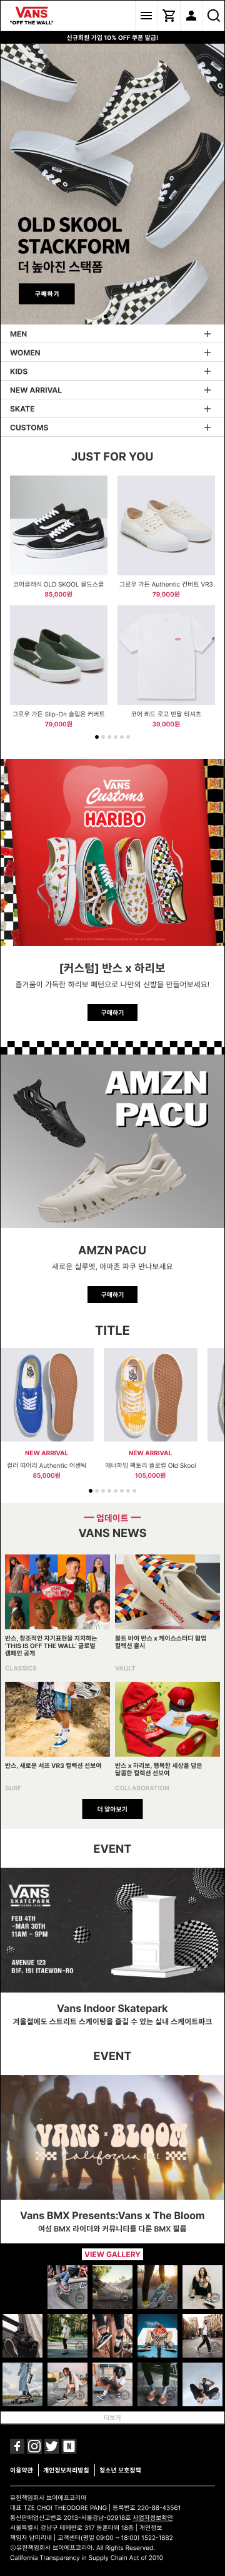 VANS
"OFF THE WALL"
신규회원 가입 10% OFF 쿠폰 발급!
OLD SKOOL
STACKFORM
더 높아진 스택폼
구매하기
MEN
WOMEN
KIDS
NEW ARRIVAL
SKATE
CUSTOMS
JUST FOR YOU
코어클래식 OLD SKOOL 올드스쿨
85,000원
그로우 가든 Authentic 컨버트 VR3
79,000원
그로우 가든 Slip-On 슬립온 커버트
79,000원
코어 레드 로고 반팔 티셔츠
39,000원
VANS
Customs
HARIBO
[커스텀] 반스 x 하리보
즐거움이 가득한 하리보 패턴으로 나만의 신발을 만들어보세요!
구매하기
AMZN
PACU
AMZN PACU
새로운 실루엣, 아마존 파쿠 만나보세요
구매하기
TITLE
NEW ARRIVAL
컬러 띠어리 Authentic 어센틱
85,000원
NEW ARRIVAL
애너하임 팩토리 플로럴 Old Skool
105,000원
업데이트
VANS NEWS
반스, 창조적인 자기표현을 지지하는
'THIS IS OFF THE WALL' 글로벌
캠페인 공개
CLASSICS
볼트 바이 반스 x 케이스스터디 협업
컬렉션 출시
VAULT
반스, 새로운 서프 VR3 컬렉션 선보여
SURF
반스 x 하리보, 행복한 세상을 담은
달콤한 컬렉션 선보여
COLLABORATION
더 알아보기
EVENT
VANS
SKATEPARK
FEB 4TH
-MAR 30TH
11AM ~ 9PM
AVENUE 123
B1F, 191 ITAEWON-RO
Vans Indoor Skatepark
겨울철에도 스트리트 스케이팅을 즐길 수 있는 실내 스케이트파크
EVENT
VANS x BLOOM
California
Vans BMX Presents:Vans x The Bloom
여성 BMX 라이더와 커뮤니티를 다룬 BMX 필름
VIEW GALLERY
더보기
이용약관
개인정보처리방침
청소년 보호정책
유한책임회사 브이에프코리아
대표 TZE CHOI THEODORE PANG | 등록번호 220-88-43561
통신판매업신고번호 2013-서울강남-02918호 사업자정보확인
서울특별시 강남구 테헤란로 317 동훈타워 18층 | 개인정보
책임자 남미리내 | 고객센터(평일 09:00 ~ 18:00) 1522-1882
ⓒ유한책임회사 브이에프코리아. All Rights Reserved.
California Transparency in Supply Chain Act of 2010